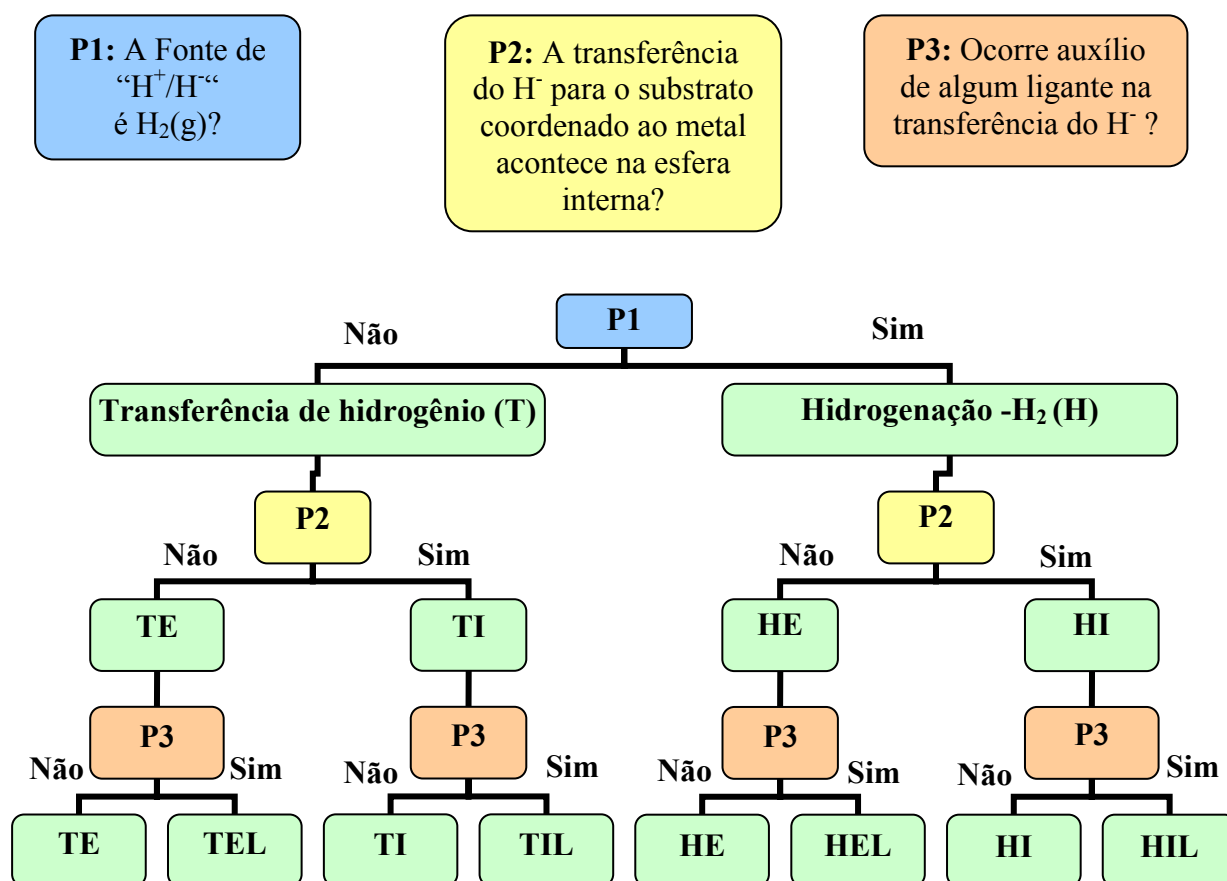 P1: A Fonte de
“H⁺/H⁻“
é H₂(g)?
P2: A transferência
do H⁻ para o substrato
coordenado ao metal
acontece na esfera
interna?
P3: Ocorre auxílio
de algum ligante na
transferência do H⁻ ?
P1
Não
Sim
Transferência de hidrogênio (T)
Hidrogenação -H₂ (H)
P2
P2
Não
Sim
Não
Sim
TE
TI
HE
HI
P3
P3
P3
P3
Não
Sim
Não
Sim
Não
Sim
Não
Sim
TE
TEL
TI
TIL
HE
HEL
HI
HIL